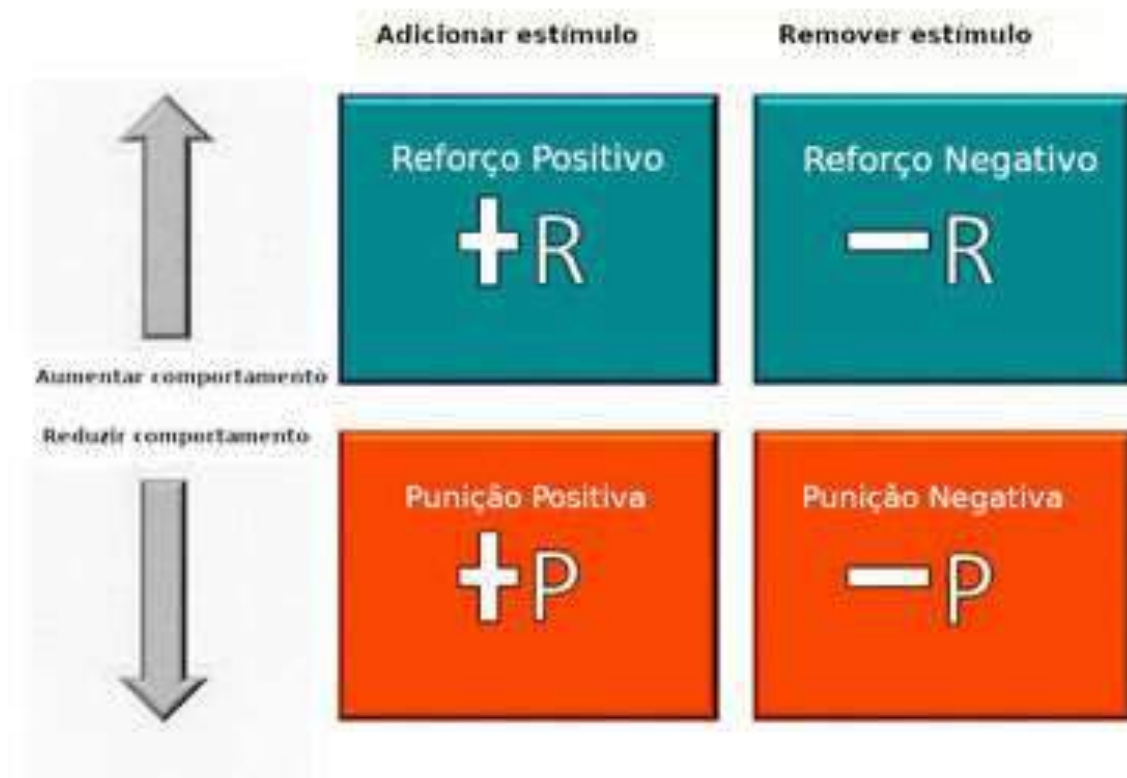 Adicionar estímulo
Remover estímulo
Reforço Positivo
+R
Reforço Negativo
-R
Aumentar comportamento
Reduzir comportamento
Punição Positiva
+P
Punição Negativa
-P